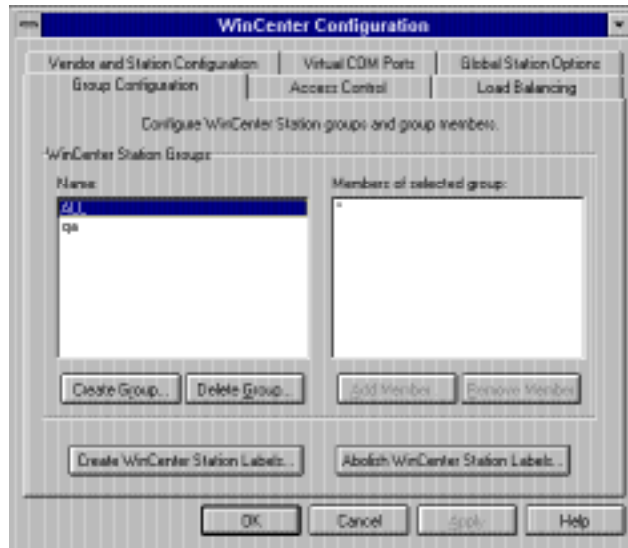 WinCenter Configuration
Vendor and Station Configuration
Virtual COM Ports
Global Station Options
Group Configuration
Access Control
Load Balancing
Configure WinCenter Station groups and group members.
WinCenter Station Groups
Name:
Members of selected group:
ALL
*
qa
Create Group...
Delete Group...
Add Member
Remove Member
Create WinCenter Station Labels...
Abolish WinCenter Station Labels...
OK
Cancel
Apply
Help